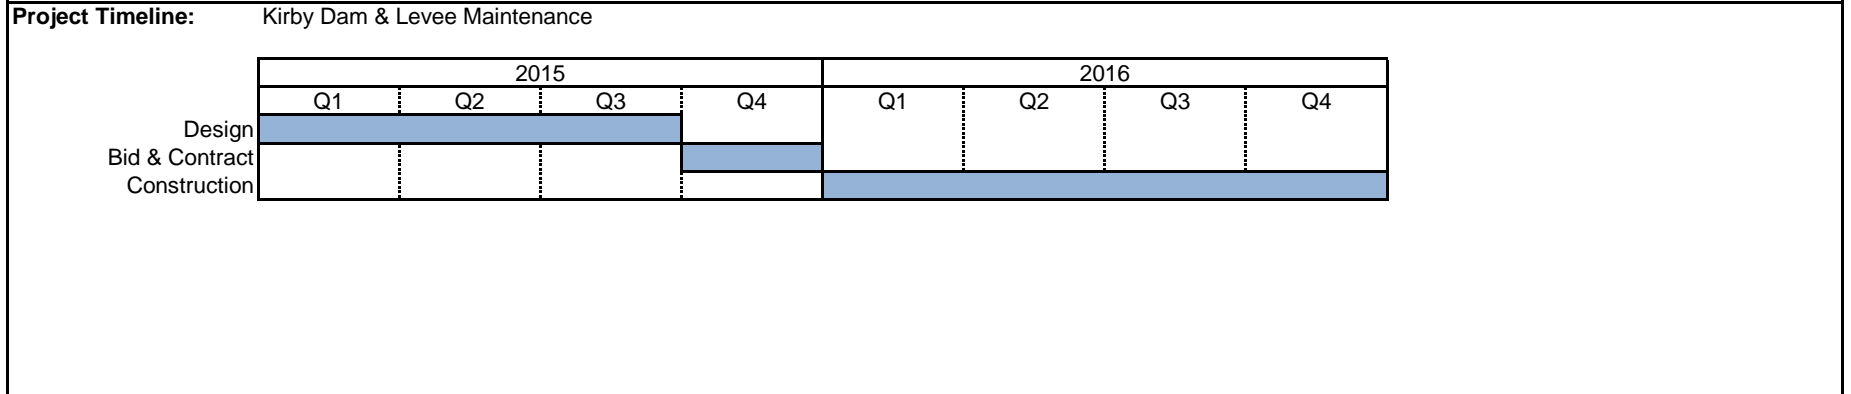 Project Timeline: Kirby Dam & Levee Maintenance
2015 2016
Q1 Q2 Q3 Q4 Q1 Q2 Q3 Q4
Design
Bid & Contract
Construction